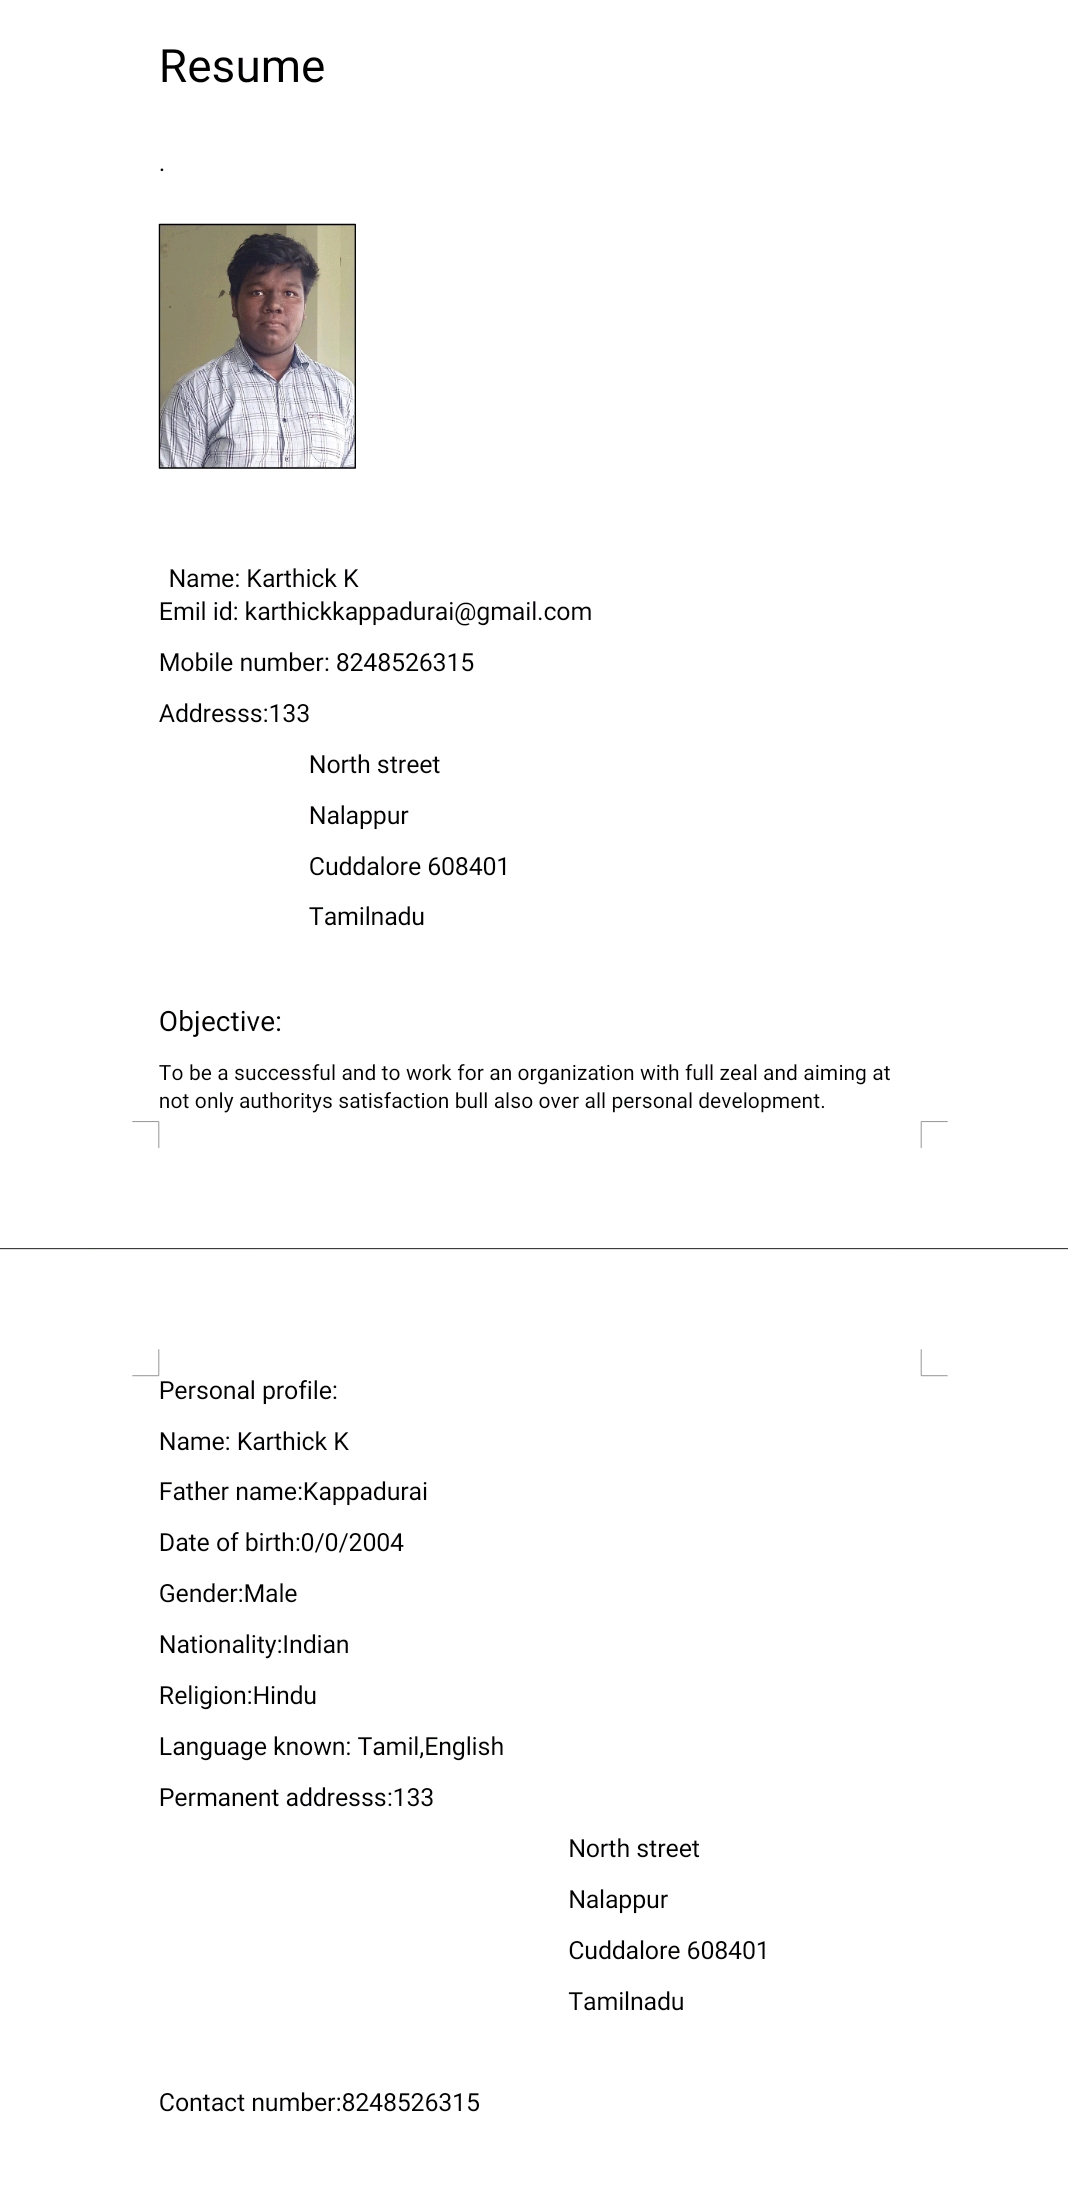 Resume
.
Name: Karthick K
Emil id: karthickkappadurai@gmail.com
Mobile number: 8248526315
Addresss:133
North street
Nalappur
Cuddalore 608401
Tamilnadu
Objective:
To be a successful and to work for an organization with full zeal and aiming at
not only authoritys satisfaction bull also over all personal development.
Personal profile:
Name: Karthick K
Father name:Kappadurai
Date of birth:0/0/2004
Gender:Male
Nationality:Indian
Religion:Hindu
Language known: Tamil,English
Permanent addresss:133
North street
Nalappur
Cuddalore 608401
Tamilnadu
Contact number:8248526315